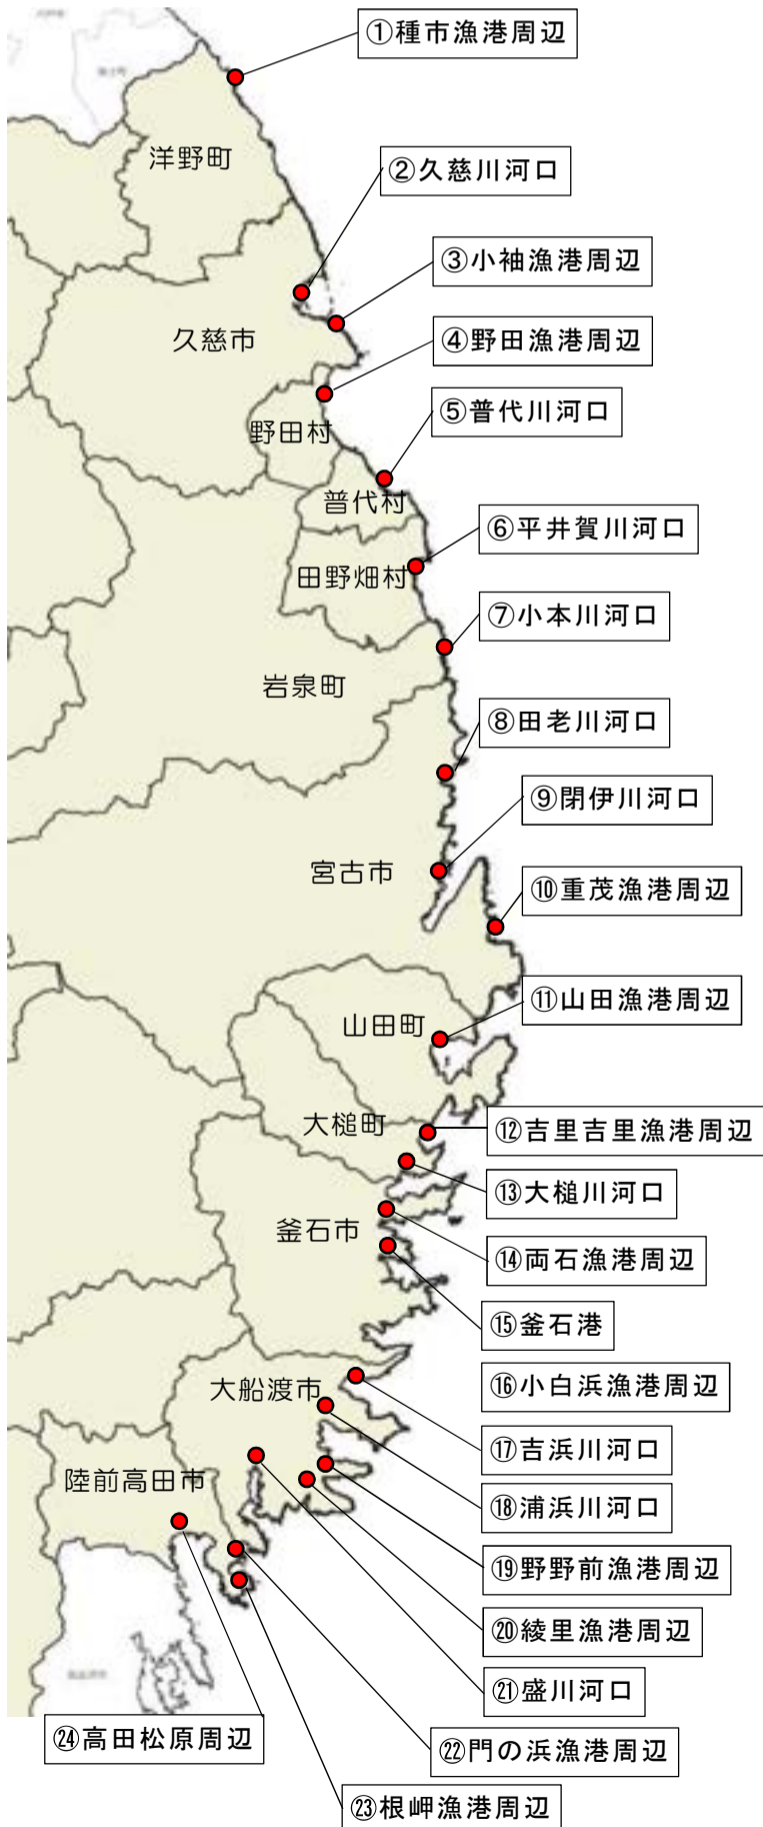 ①種市漁港周辺
洋野町
②久慈川河口
③小袖漁港周辺
久慈市
④野田漁港周辺
⑤普代川河口
野田村
普代村
⑥平井賀川河口
田野畑村
⑦小本川河口
岩泉町
⑧田老川河口
⑨閉伊川河口
宮古市
⑩重茂漁港周辺
⑪山田漁港周辺
山田町
大槌町
⑫吉里吉里漁港周辺
⑬大槌川河口
釜石市
⑭両石漁港周辺
⑮釜石港
大船渡市
⑯小白浜漁港周辺
⑰吉浜川河口
陸前高田市
⑱浦浜川河口
⑲野野前漁港周辺
⑳綾里漁港周辺
㉑盛川河口
㉔高田松原周辺
㉒門の浜漁港周辺
㉓根岬漁港周辺